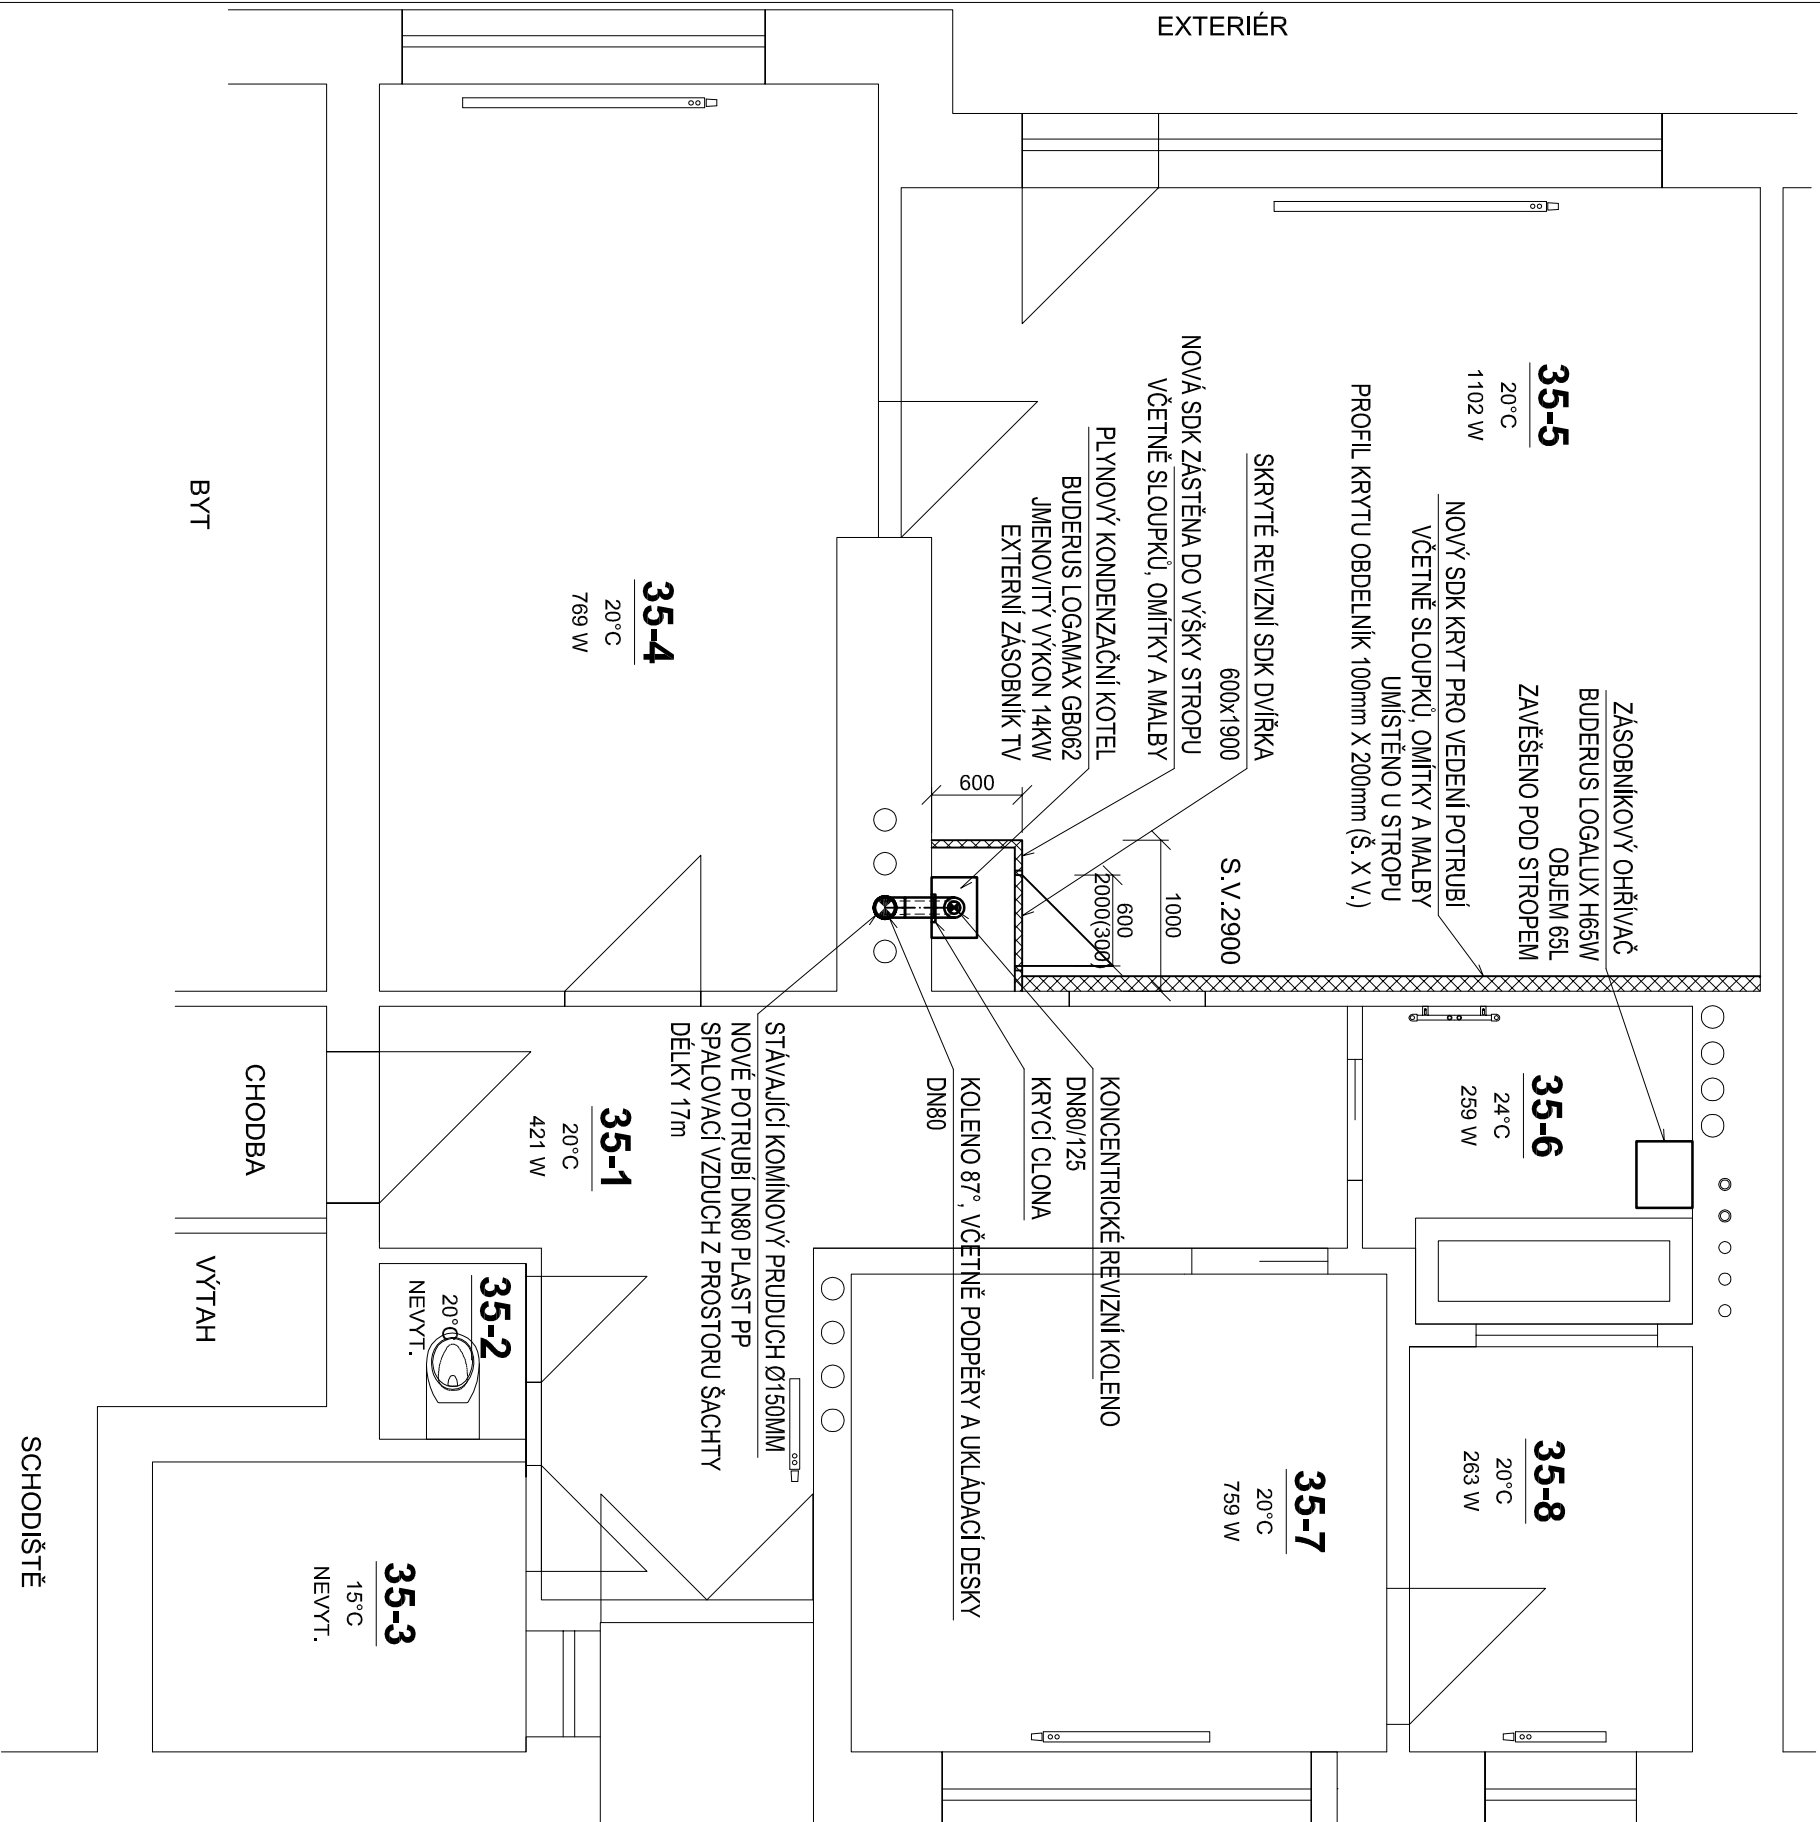 EXTERIÉR
35-5
20°C
1102 W
ZÁSOBNÍKOVÝ OHŘÍVAČ
BUDERUS LOGALUX H65W
OBJEM 65L
ZAVĚŠENO POD STROPEM
NOVÝ SDK KRYT PRO VEDENÍ POTRUBÍ
VČETNĚ SLOUPKŮ, OMÍTKY A MALBY
UMÍSTĚNO U STROPU
PROFIL KRYTU OBDELNÍK 100mm X 200mm (Š. X V.)
SKRYTÉ REVIZNÍ SDK DVÍŘKA
600x1900
NOVÁ SDK ZÁSTĚNA DO VÝŠKY STROPU
VČETNĚ SLOUPKŮ, OMÍTKY A MALBY
PLYNOVÝ KONDENZAČNÍ KOTEL
BUDERUS LOGAMAX GB062
JMENOVITÝ VÝKON 14KW
EXTERNÍ ZÁSOBNÍK TV
S.V.2900
1000
600
2000(300)
600
35-4
20°C
769 W
BYT
35-6
24°C
259 W
KONCENTRICKÉ REVIZNÍ KOLENO
DN80/125
KRYCÍ CLONA
KOLENO 87°, VČETNĚ PODPĚRY A UKLÁDACÍ DESKY
DN80
STÁVAJÍCÍ KOMÍNOVÝ PRUDUCH Ø150MM
NOVÉ POTRUBÍ DN80 PLAST PP
SPALOVACÍ VZDUCH Z PROSTORU ŠACHTY
DÉLKY 17m
35-1
20°C
421 W
CHODBA
35-2
20°C
NEVYT.
VÝTAH
35-8
20°C
263 W
35-7
20°C
759 W
35-3
15°C
NEVYT.
SCHODIŠTĚ